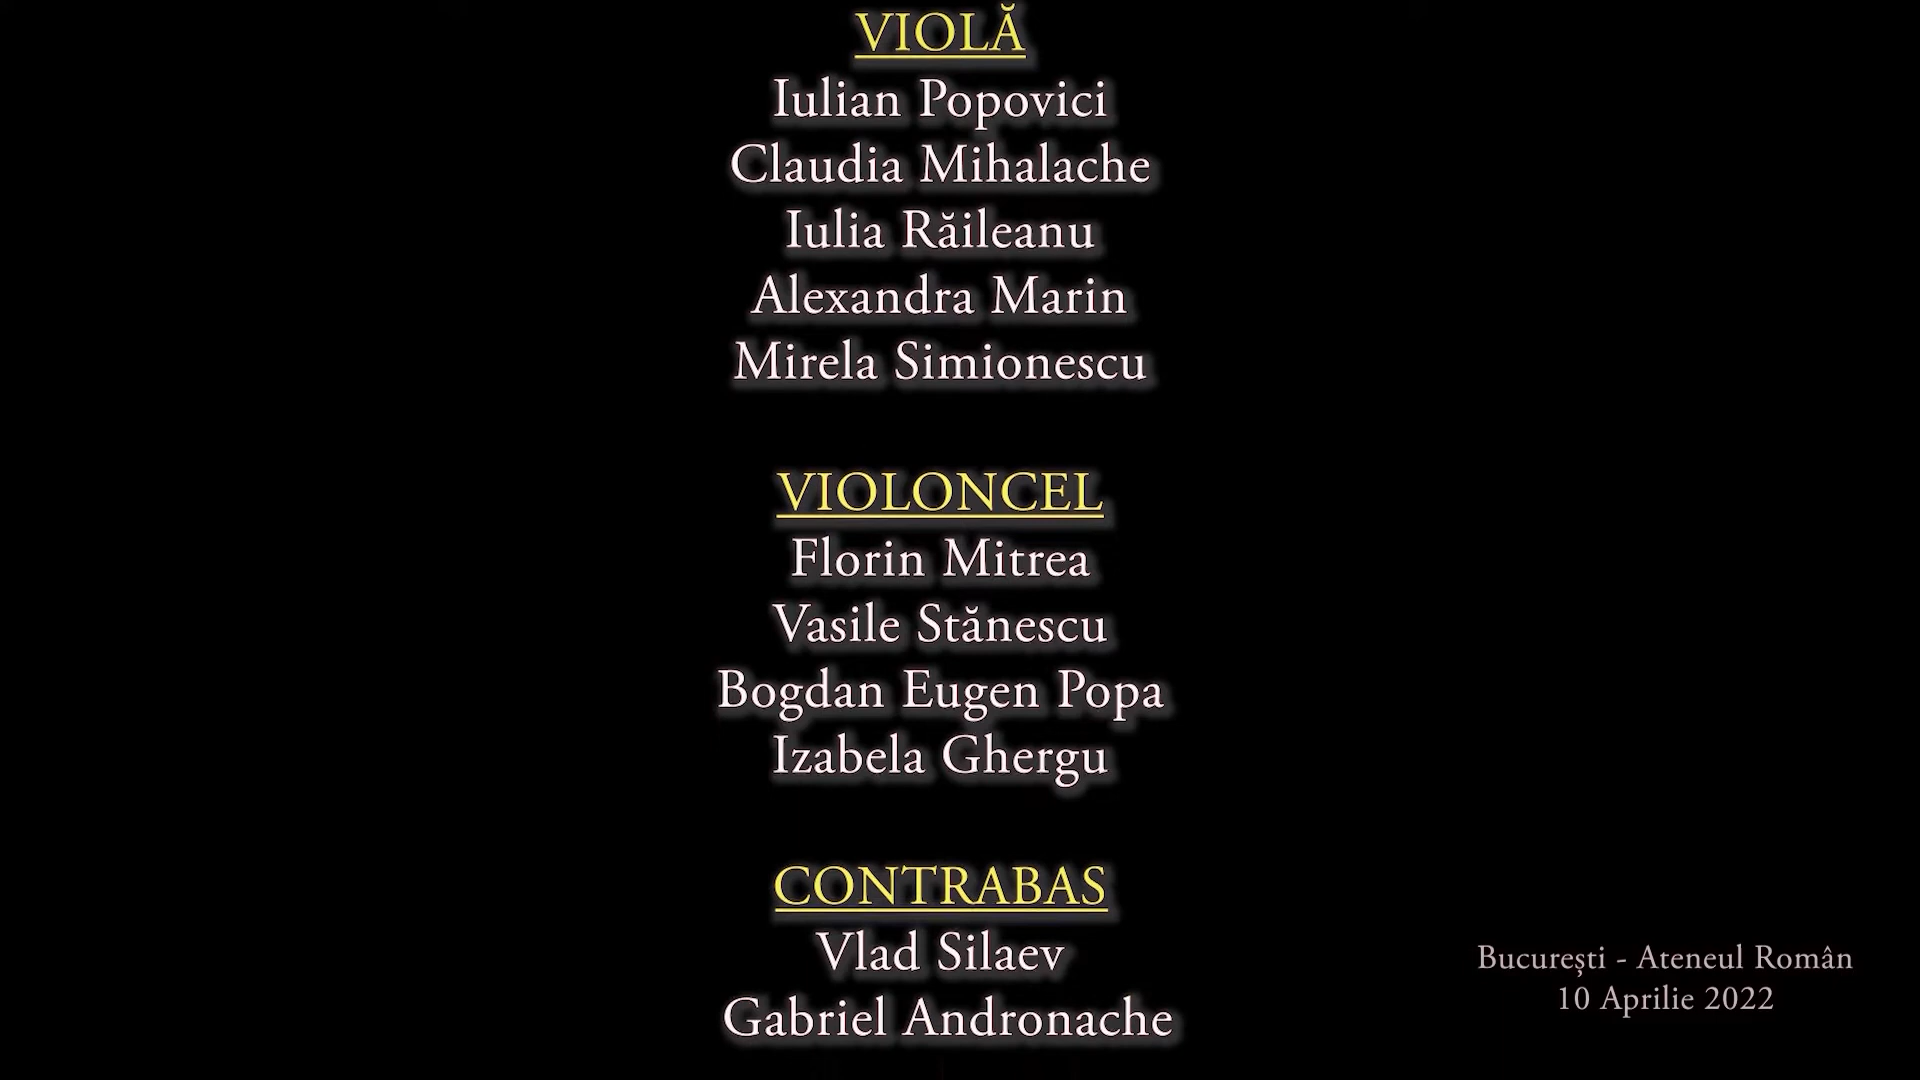 VIOLĂ
Iulian Popovici
Claudia Mihalache
Iulia Răileanu
Alexandra Marin
Mirela Simionescu
VIOLONCEL
Florin Mitrea
Vasile Stănescu
Bogdan Eugen Popa
Izabela Ghergu
CONTRABAS
Vlad Silaev
Gabriel Andronache
București - Ateneul Român
10 Aprilie 2022